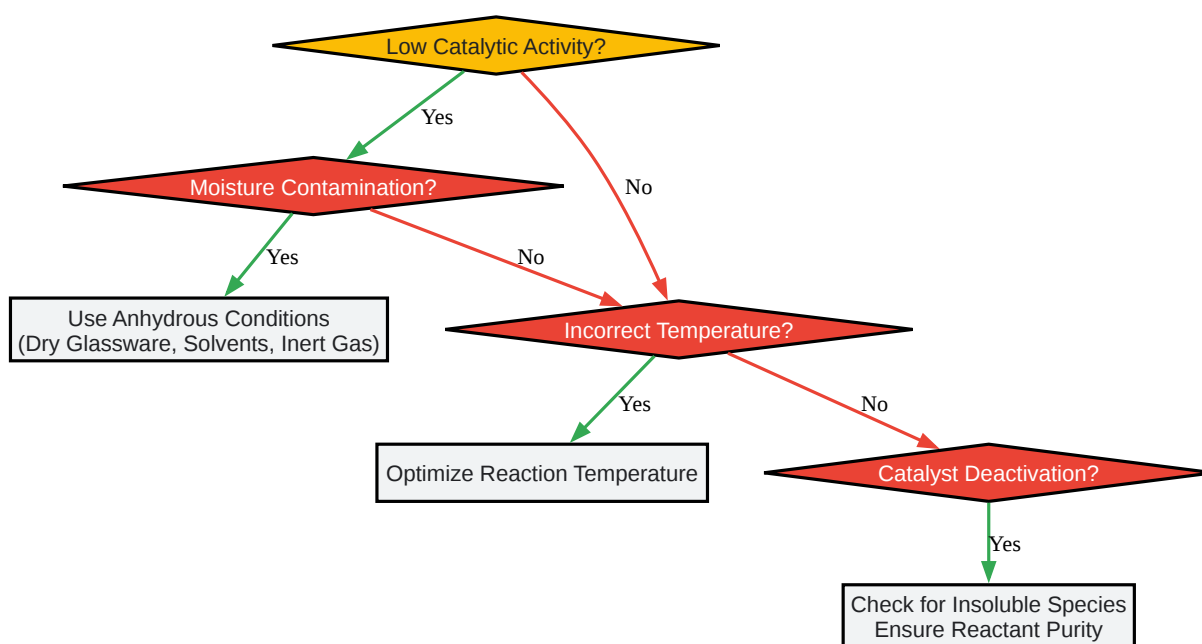 Low Catalytic Activity?
Yes
Moisture Contamination?
No
Yes
No
Use Anhydrous Conditions
(Dry Glassware, Solvents, Inert Gas)
Incorrect Temperature?
Yes
No
Optimize Reaction Temperature
Catalyst Deactivation?
Yes
Check for Insoluble Species
Ensure Reactant Purity